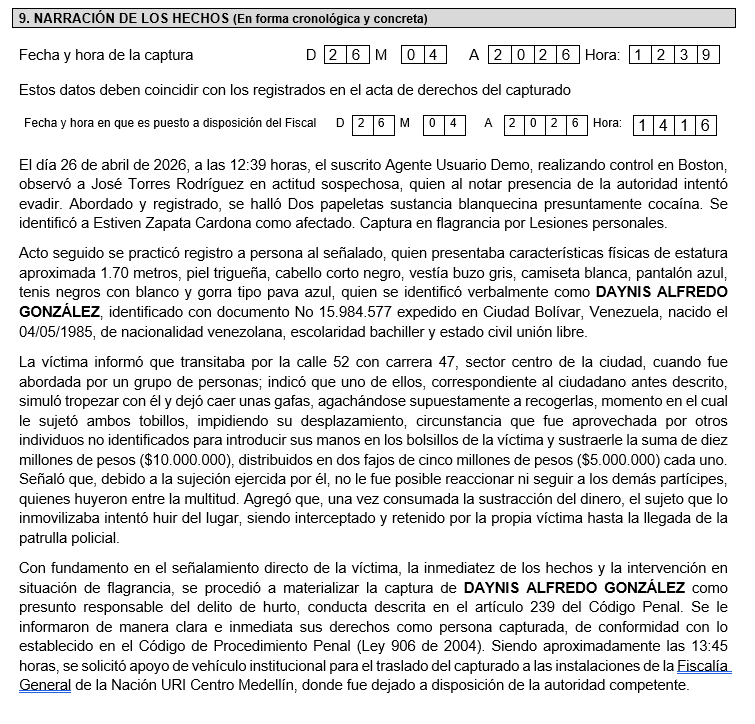 9. NARRACIÓN DE LOS HECHOS (En forma cronológica y concreta)
Fecha y hora de la captura D 2 6 M 0 4 A 2 0 2 6 Hora: 1 2 3 9
Estos datos deben coincidir con los registrados en el acta de derechos del capturado
Fecha y hora en que es puesto a disposición del Fiscal D 2 6 M 0 4 A 2 0 2 6 Hora: 1 4 1 6
El día 26 de abril de 2026, a las 12:39 horas, el suscrito Agente Usuario Demo, realizando control en Boston,
observó a José Torres Rodríguez en actitud sospechosa, quien al notar presencia de la autoridad intentó
evadir. Abordado y registrado, se halló Dos papeletas sustancia blanquecina presuntamente cocaína. Se
identificó a Estiven Zapata Cardona como afectado. Captura en flagrancia por Lesiones personales.
Acto seguido se practicó registro a persona al señalado, quien presentaba características físicas de estatura
aproximada 1.70 metros, piel trigueña, cabello corto negro, vestía buzo gris, camiseta blanca, pantalón azul,
tenis negros con blanco y gorra tipo pava azul, quien se identificó verbalmente como DAYNIS ALFREDO
GONZÁLEZ, identificado con documento No 15.984.577 expedido en Ciudad Bolívar, Venezuela, nacido el
04/05/1985, de nacionalidad venezolana, escolaridad bachiller y estado civil unión libre.
La víctima informó que transitaba por la calle 52 con carrera 47, sector centro de la ciudad, cuando fue
abordada por un grupo de personas; indicó que uno de ellos, correspondiente al ciudadano antes descrito,
simuló tropezar con él y dejó caer unas gafas, agachándose supuestamente a recogerlas, momento en el cual
le sujetó ambos tobillos, impidiendo su desplazamiento, circunstancia que fue aprovechada por otros
individuos no identificados para introducir sus manos en los bolsillos de la víctima y sustraerle la suma de diez
millones de pesos ($10.000.000), distribuidos en dos fajos de cinco millones de pesos ($5.000.000) cada uno.
Señaló que, debido a la sujeción ejercida por él, no le fue posible reaccionar ni seguir a los demás partícipes,
quienes huyeron entre la multitud. Agregó que, una vez consumada la sustracción del dinero, el sujeto que lo
inmovilizaba intentó huir del lugar, siendo interceptado y retenido por la propia víctima hasta la llegada de la
patrulla policial.
Con fundamento en el señalamiento directo de la víctima, la inmediatez de los hechos y la intervención en
situación de flagrancia, se procedió a materializar la captura de DAYNIS ALFREDO GONZÁLEZ como
presunto responsable del delito de hurto, conducta descrita en el artículo 239 del Código Penal. Se le
informaron de manera clara e inmediata sus derechos como persona capturada, de conformidad con lo
establecido en el Código de Procedimiento Penal (Ley 906 de 2004). Siendo aproximadamente las 13:45
horas, se solicitó apoyo de vehículo institucional para el traslado del capturado a las instalaciones de la Fiscalía
General de la Nación URI Centro Medellín, donde fue dejado a disposición de la autoridad competente.